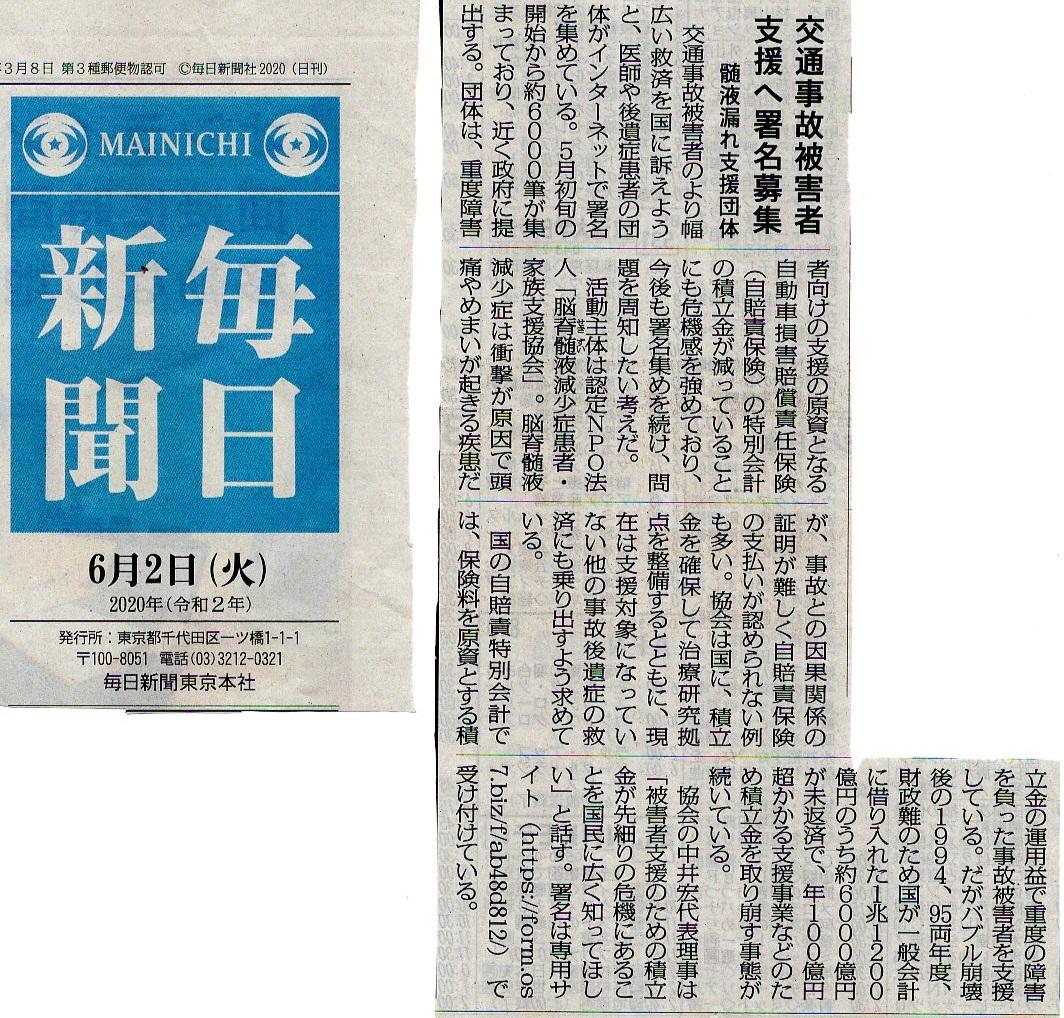 年3月8日 第3種郵便物認可 ©毎日新聞社2020（日刊）
MAINICHI
毎日
新聞
6月2日(火)
2020年(令和2年)
発行所：東京都千代田区一ツ橋1-1-1
〒100-8051 電話(03)3212-0321
毎日新聞東京本社
交通事故被害者
支援へ署名募集
髄液漏れ支援団体
交通事故被害者のより幅
広い救済を国に訴えよう
と、医師や後遺症患者の団
体がインターネットで署名
を集めている。5月初旬の
開始から約6000筆が集
まっており、近く政府に提
出する。団体は、重度障害
者向けの支援の原資となる
自動車損害賠償責任保険
（自賠責保険）の特別会計
の積立金が減っていること
にも危機感を強めており、
今後も署名集めを続け、問
題を周知したい考えだ。
活動主体は認定NPO法
人「脳脊髄液減少症患者・
せきずい
家族支援協会」。脳脊髄液
減少症は衝撃が原因で頭
痛やめまいが起きる疾患だ
が、事故との因果関係の
証明が難しく自賠責保険
の支払いが認められない例
も多い。協会は国に、積立
金を確保して治療研究拠
点を整備するとともに、現
在は支援対象になってい
ない他の事故後遺症の救
済にも乗り出すよう求めて
いる。
国の自賠責特別会計で
は、保険料を原資とする積
立金の運用益で重度の障害
を負った事故被害者を支援
している。だがバブル崩壊
後の1994、95両年度、
財政難のため国が一般会計
に借り入れた1兆1200
億円のうち約6000億円
が未返済で、年100億円
超かかる支援事業などのた
め積立金を取り崩す事態が
続いている。
協会の中井宏代表理事は
「被害者支援のための積立
金が先細りの危機にあるこ
とを国民に広く知ってほし
い」と話す。署名は専用サ
イト（https://form.os
7.biz/f/ab48d812/）で
受け付けている。